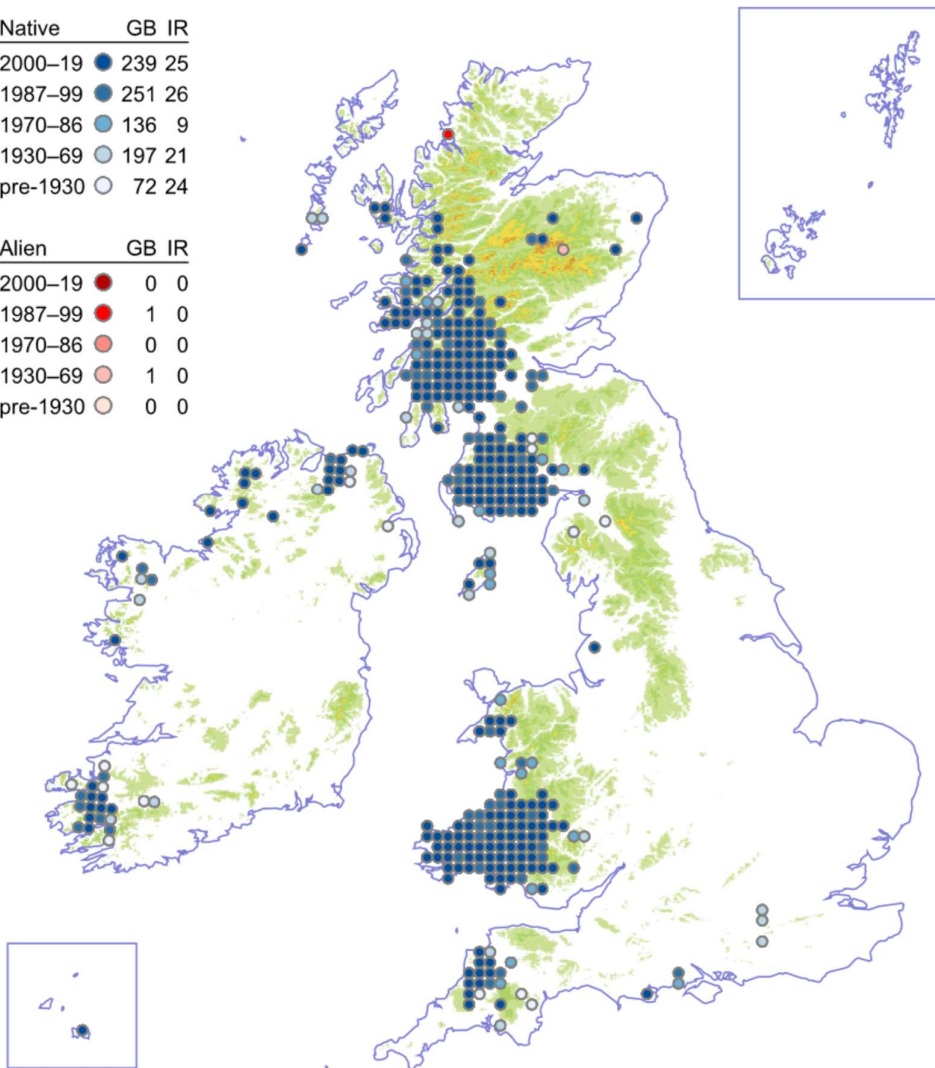 Native GB IR
2000–19 239 25
1987–99 251 26
1970–86 136 9
1930–69 197 21
pre-1930 72 24
Alien GB IR
2000–19 0 0
1987–99 1 0
1970–86 0 0
1930–69 1 0
pre-1930 0 0